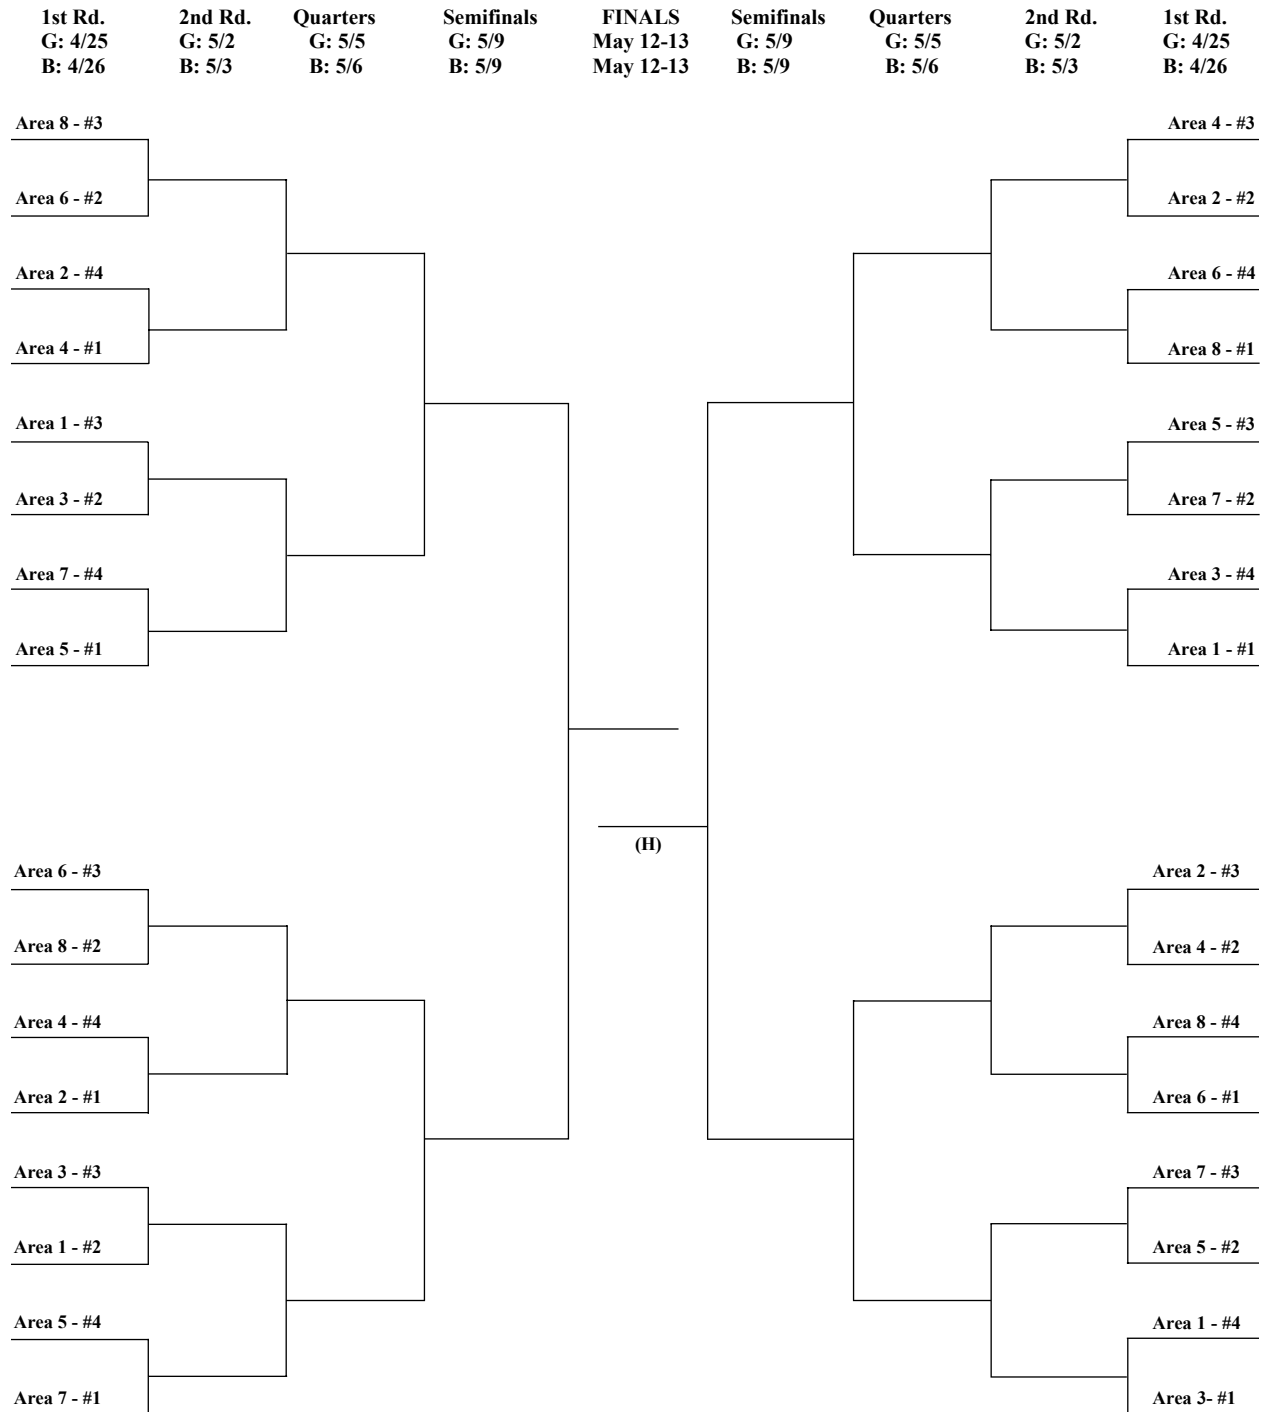 1st Rd. 2nd Rd. Quarters Semifinals FINALS Semifinals Quarters 2nd Rd. 1st Rd.
G: 4/25 G: 5/2 G: 5/5 G: 5/9 May 12-13 G: 5/9 G: 5/5 G: 5/2 G: 4/25
B: 4/26 B: 5/3 B: 5/6 B: 5/9 May 12-13 B: 5/9 B: 5/6 B: 5/3 B: 4/26
Area 8 - #3 Area 4 - #3
Area 6 - #2 Area 2 - #2
Area 2 - #4 Area 6 - #4
Area 4 - #1 Area 8 - #1
Area 1 - #3 Area 5 - #3
Area 3 - #2 Area 7 - #2
Area 7 - #4 Area 3 - #4
Area 5 - #1 Area 1 - #1
(H)
Area 6 - #3 Area 2 - #3
Area 8 - #2 Area 4 - #2
Area 4 - #4 Area 8 - #4
Area 2 - #1 Area 6 - #1
Area 3 - #3 Area 7 - #3
Area 1 - #2 Area 5 - #2
Area 5 - #4 Area 1 - #4
Area 7 - #1 Area 3- #1